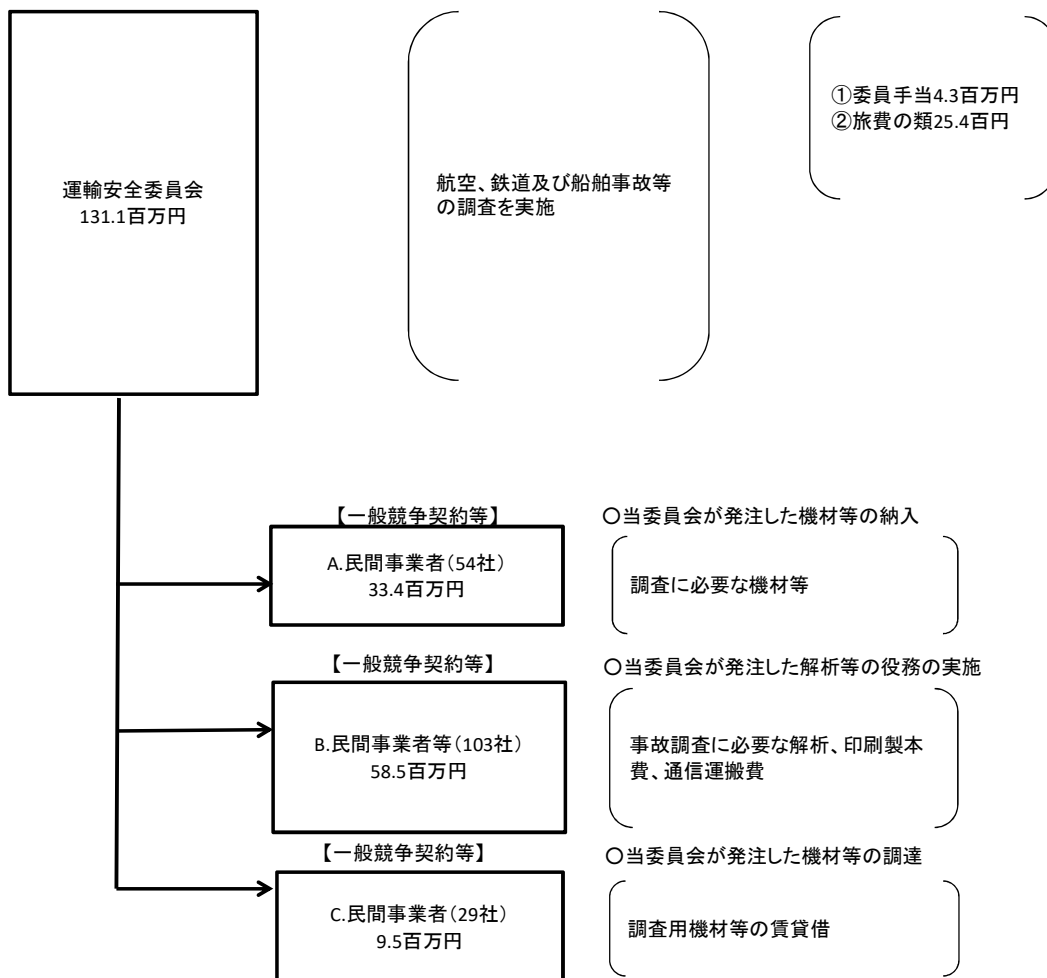 運輸安全委員会
131.1百万円
航空、鉄道及び船舶事故等
の調査を実施
①委員手当4.3百万円
②旅費の類25.4百円
【一般競争契約等】
〇当委員会が発注した機材等の納入
A.民間事業者（54社）
33.4百万円
調査に必要な機材等
【一般競争契約等】
〇当委員会が発注した解析等の役務の実施
B.民間事業者等（103社）
58.5百万円
事故調査に必要な解析、印刷製本
費、通信運搬費
【一般競争契約等】
〇当委員会が発注した機材等の調達
C.民間事業者（29社）
9.5百万円
調査用機材等の賃貸借